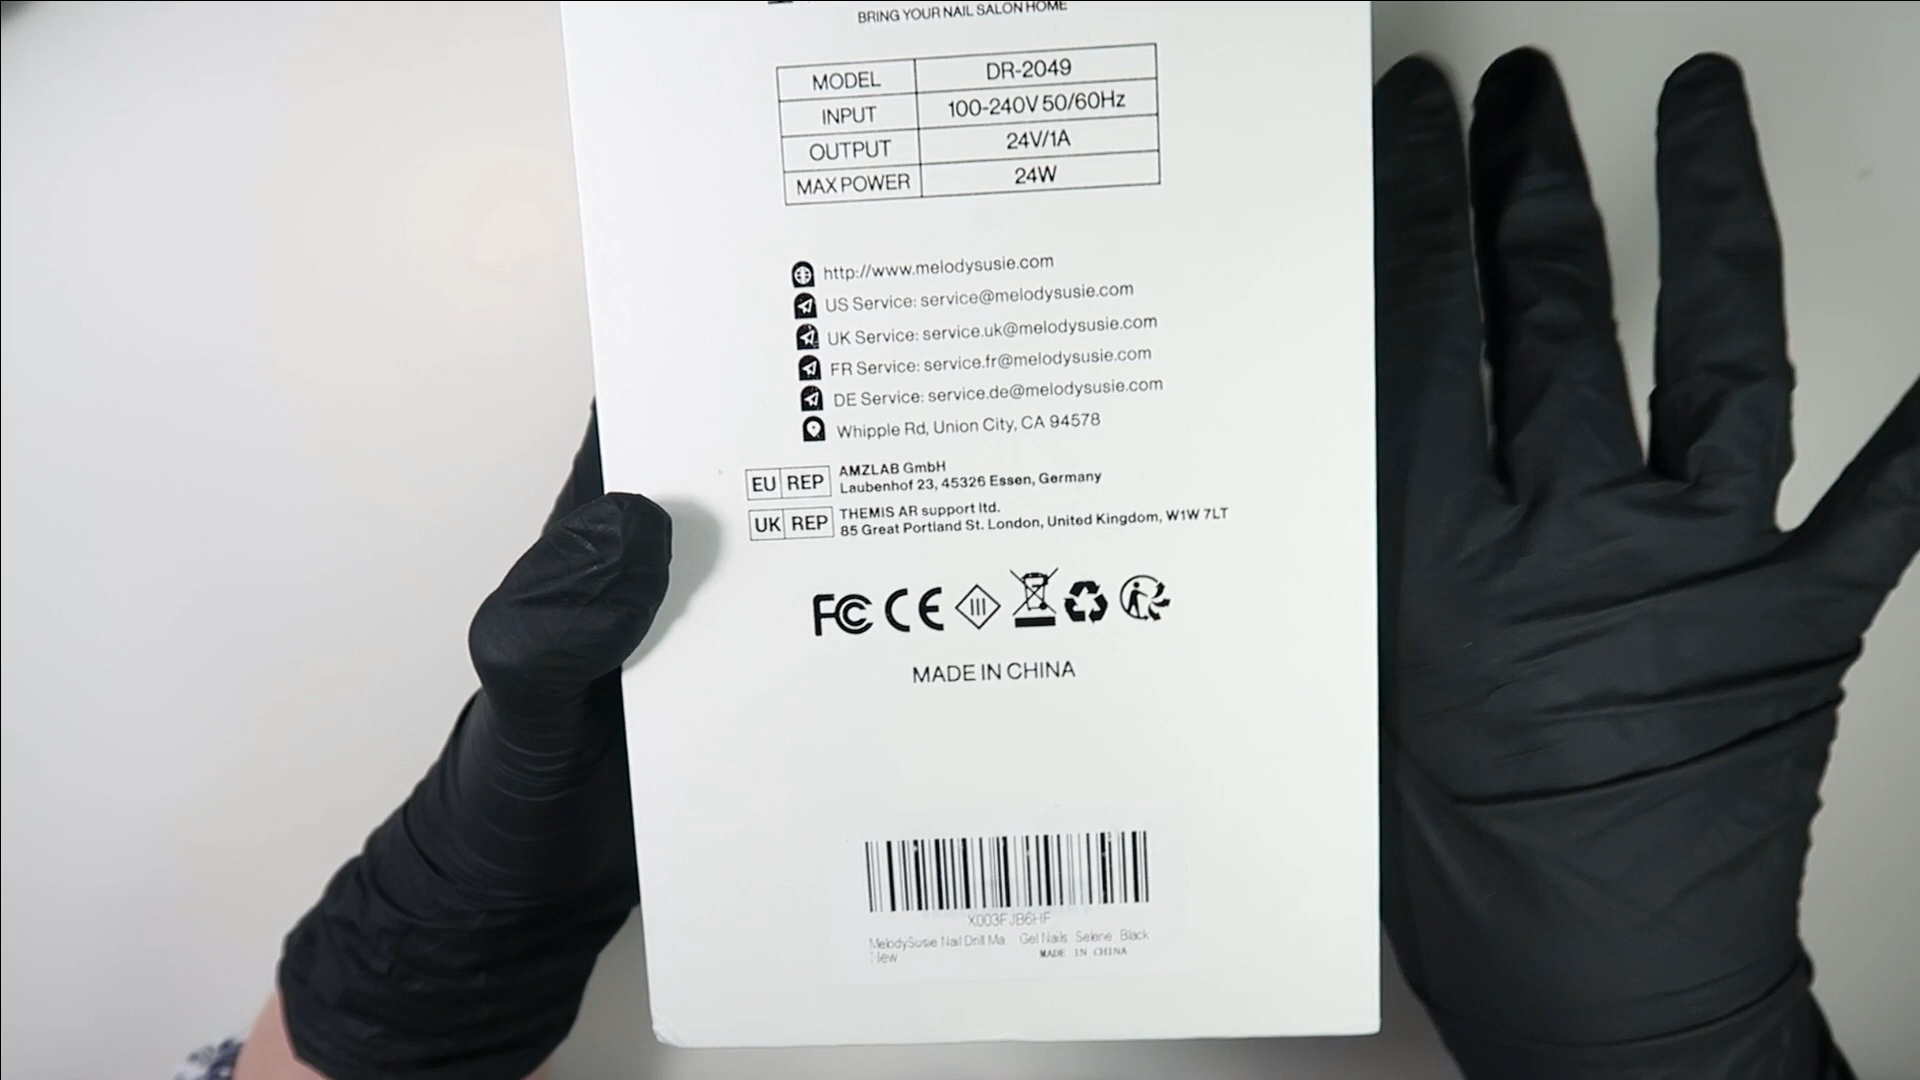 BRING YOUR NAIL SALON HOME
MODEL DR-2049
INPUT 100-240V 50/60Hz
OUTPUT 24V/1A
MAX POWER 24W
http://www.melodysusie.com
US Service: service@melodysusie.com
UK Service: service.uk@melodysusie.com
FR Service: service.fr@melodysusie.com
DE Service: service.de@melodysusie.com
Whipple Rd, Union City, CA 94578
EU REP AMZLAB GmbH
Laubenhof 23, 45326 Essen, Germany
UK REP THEMIS AR support ltd.
85 Great Portland St. London, United Kingdom, W1W 7LT
FC CE III
MADE IN CHINA
X003FJB6HF
MelodySusie Nail Drill Ma Gel Nails Selene Black
New MADE IN CHINA